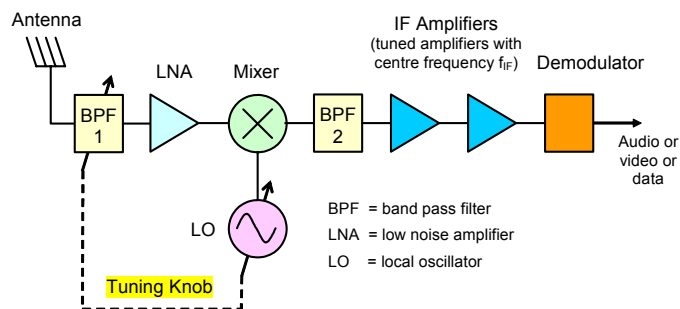 Antenna
LNA
Mixer
IF Amplifiers
(tuned amplifiers with
centre frequency fIF)
Demodulator
BPF
1
BPF
2
Audio or
video or
data
LO
BPF = band pass filter
LNA = low noise amplifier
LO = local oscillator
Tuning Knob